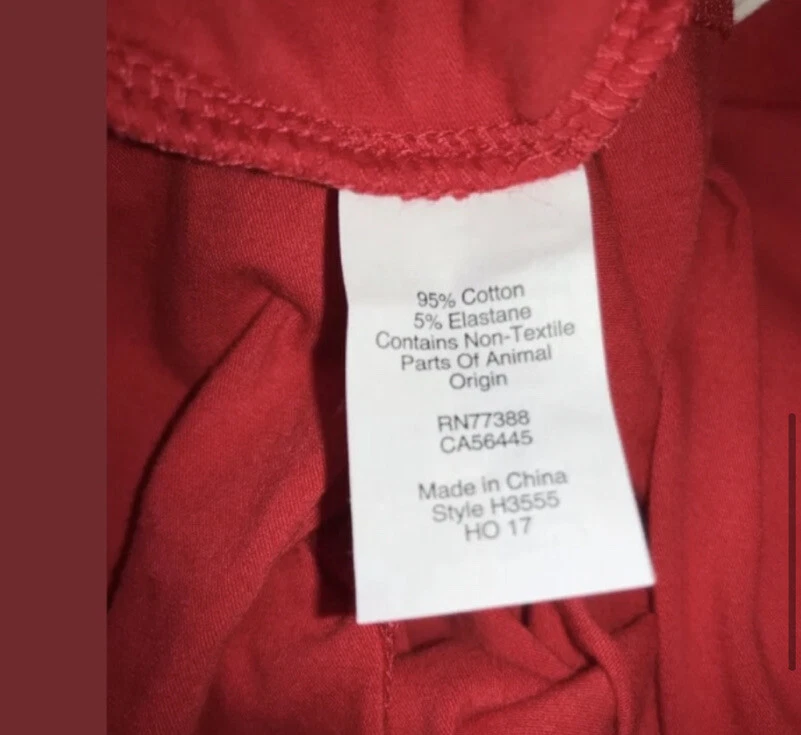 95% Cotton
5% Elastane
Contains Non-Textile
Parts Of Animal
Origin
RN77388
CA56445
Made in China
Style H3555
HO 17